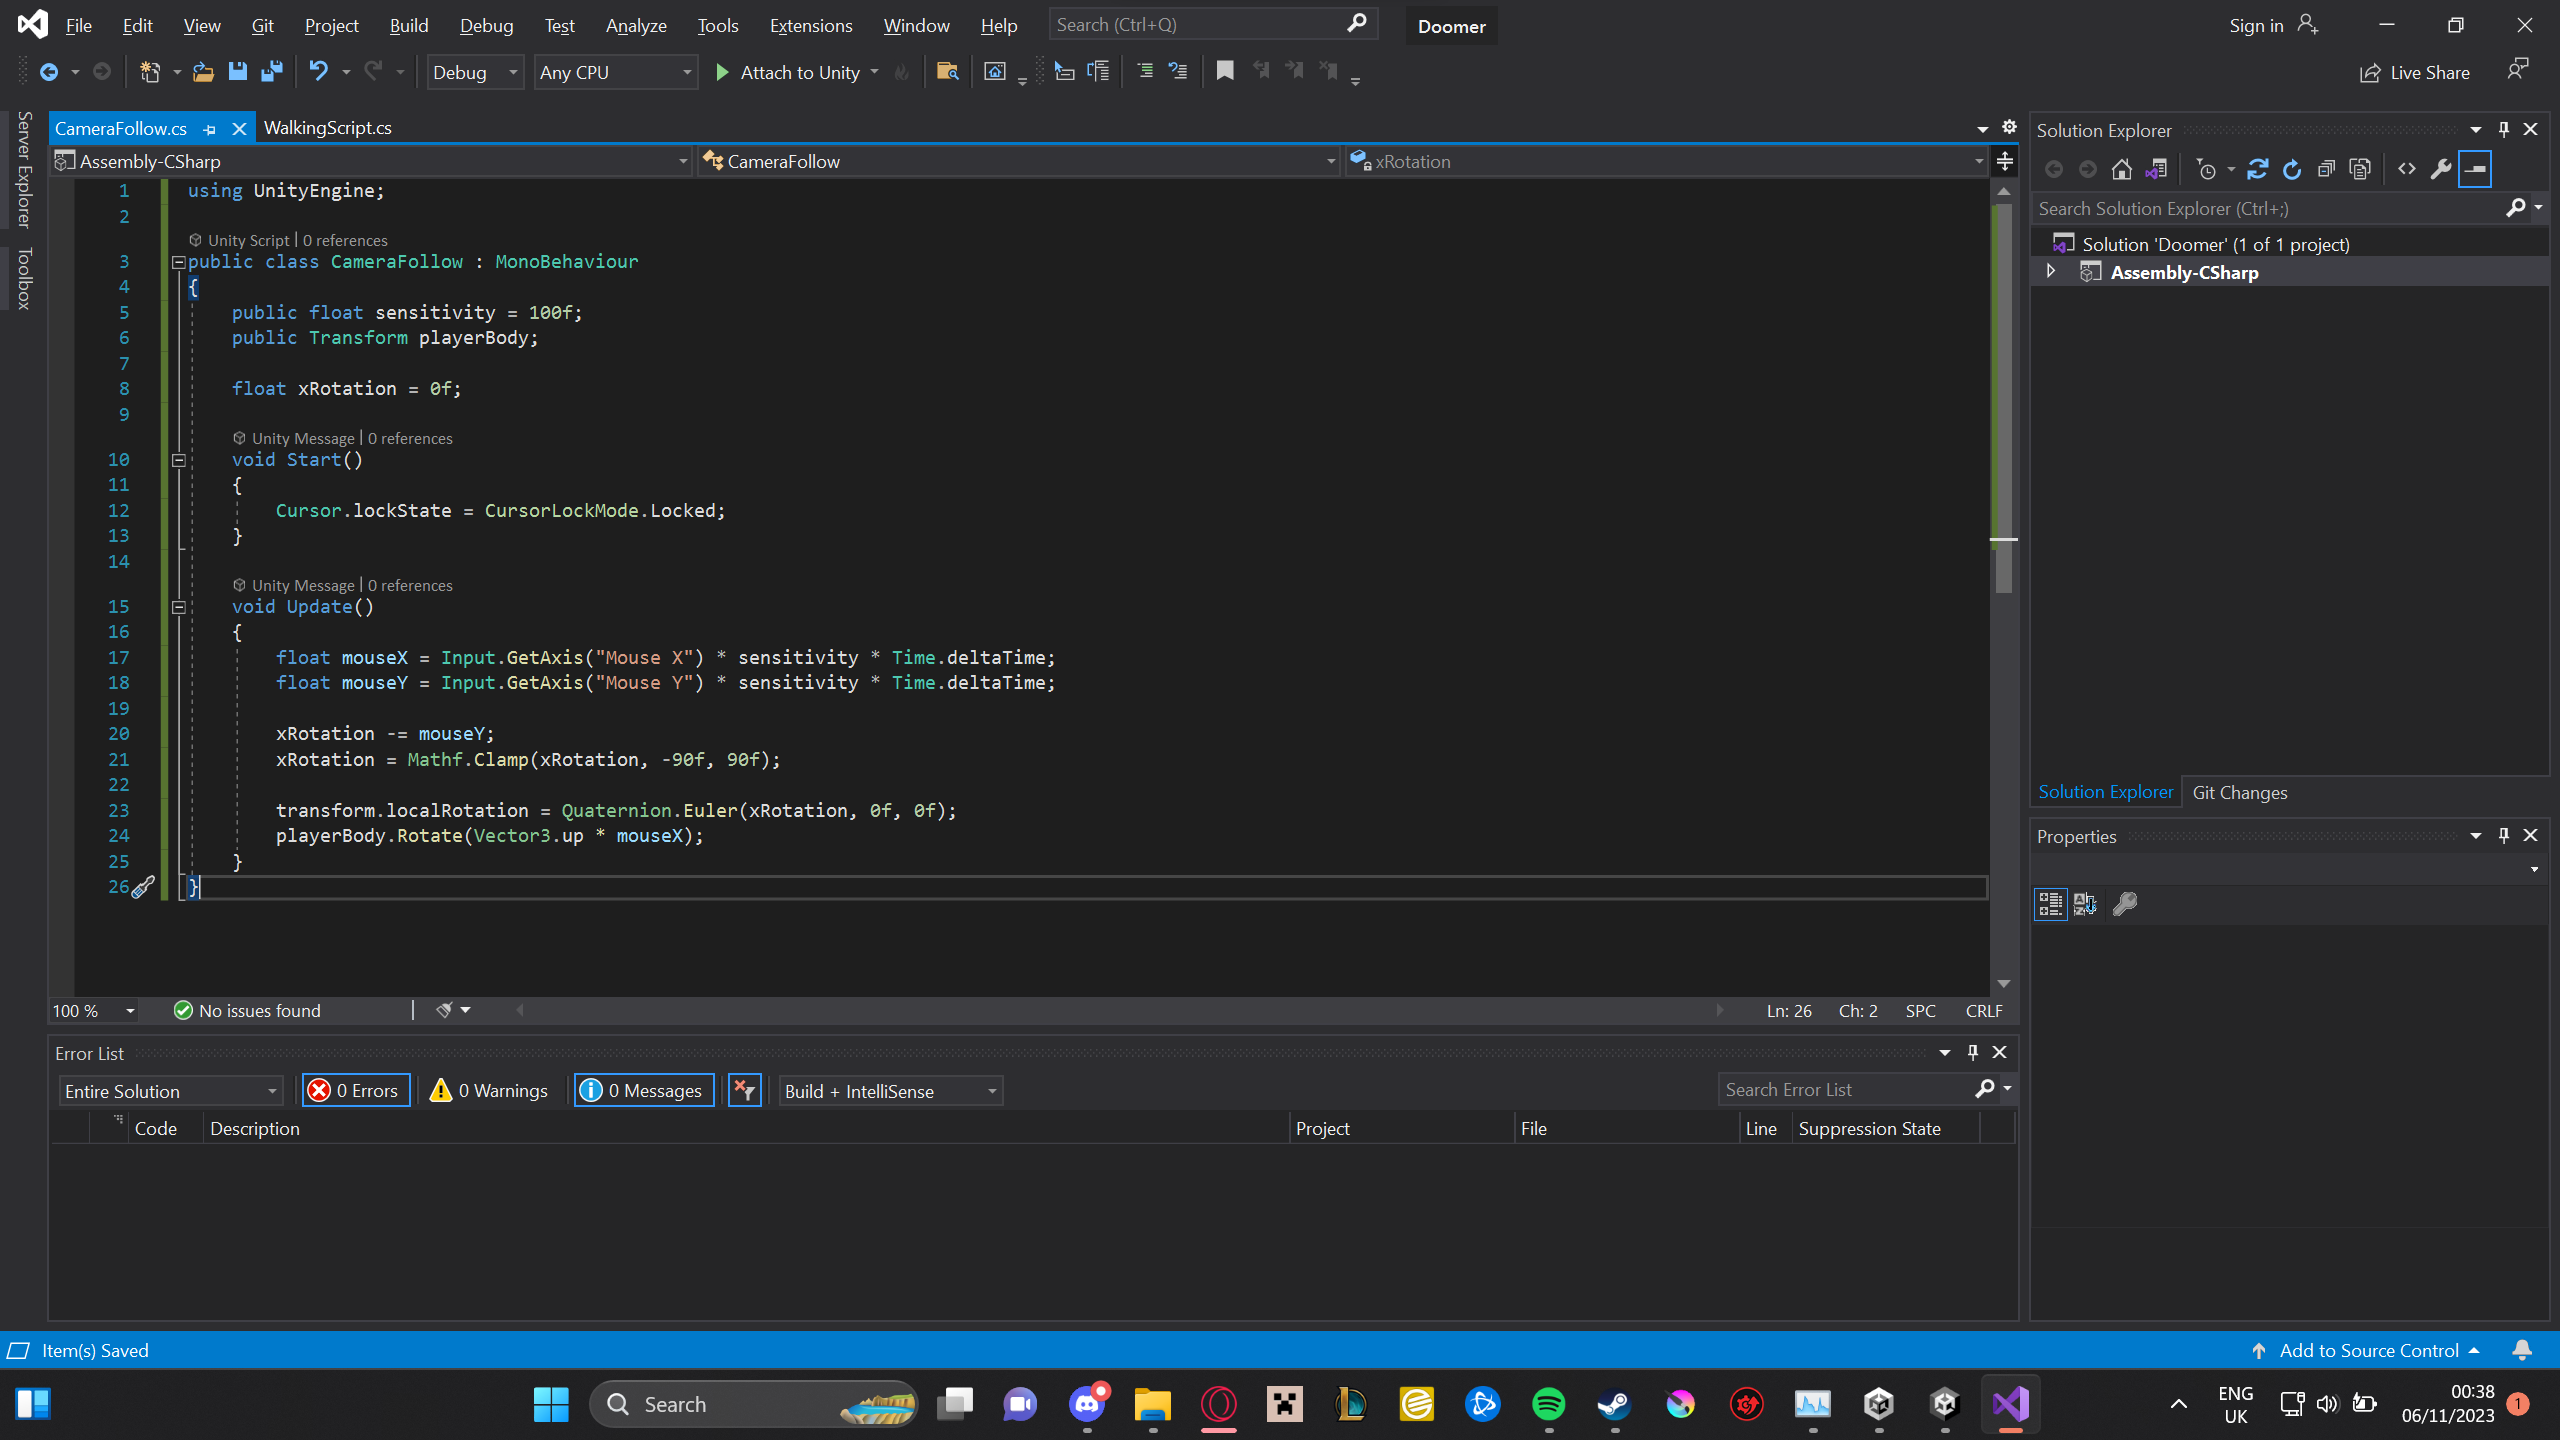 File Edit View Git Project Build Debug Test Analyze Tools Extensions Window Help Search (Ctrl+Q) Doomer Sign in
Debug Any CPU Attach to Unity Live Share
Server Explorer
Toolbox
CameraFollow.cs WalkingScript.cs
Assembly-CSharp CameraFollow xRotation
1 using UnityEngine;
2
Unity Script | 0 references
3 public class CameraFollow : MonoBehaviour
4 {
5 public float sensitivity = 100f;
6 public Transform playerBody;
7
8 float xRotation = 0f;
9
Unity Message | 0 references
10 void Start()
11 {
12 Cursor.lockState = CursorLockMode.Locked;
13 }
14
Unity Message | 0 references
15 void Update()
16 {
17 float mouseX = Input.GetAxis("Mouse X") * sensitivity * Time.deltaTime;
18 float mouseY = Input.GetAxis("Mouse Y") * sensitivity * Time.deltaTime;
19
20 xRotation -= mouseY;
21 xRotation = Mathf.Clamp(xRotation, -90f, 90f);
22
23 transform.localRotation = Quaternion.Euler(xRotation, 0f, 0f);
24 playerBody.Rotate(Vector3.up * mouseX);
25 }
26 }
100 % No issues found Ln: 26 Ch: 2 SPC CRLF
Solution Explorer
Search Solution Explorer (Ctrl+;)
Solution 'Doomer' (1 of 1 project)
Assembly-CSharp
Solution Explorer Git Changes
Properties
Error List
Entire Solution 0 Errors 0 Warnings 0 Messages Build + IntelliSense Search Error List
Code Description Project File Line Suppression State
Item(s) Saved Add to Source Control
Search ENG UK 00:38 06/11/2023 1